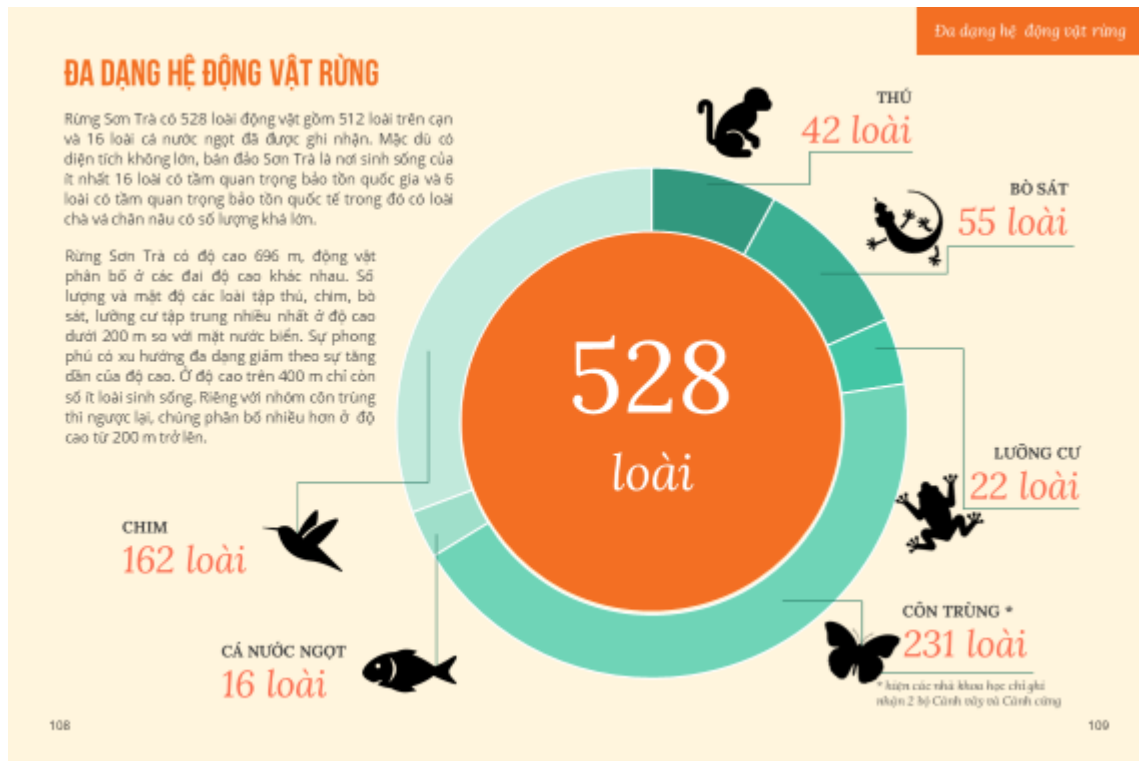 Đa dạng hệ động vật rừng
ĐA DẠNG HỆ ĐỘNG VẬT RỪNG
Rừng Sơn Trà có 528 loài động vật gồm 512 loài trên cạn
và 16 loài cá nước ngọt đã được ghi nhận. Mặc dù có
diện tích không lớn, bán đảo Sơn Trà là nơi sinh sống của
ít nhất 16 loài có tầm quan trọng bảo tồn quốc gia và 6
loài có tầm quan trọng bảo tồn quốc tế trong đó có loài
chà vá chân nâu có số lượng khá lớn.
Rừng Sơn Trà có độ cao 696 m, động vật
phân bố ở các đai độ cao khác nhau. Số
lượng và mật độ các loài tập thú, chim, bò
sát, lưỡng cư tập trung nhiều nhất ở độ cao
dưới 200 m so với mặt nước biển. Sự phong
phú có xu hướng đa dạng giảm theo sự tăng
dần của độ cao. Ở độ cao trên 400 m chỉ còn
số ít loài sinh sống. Riêng với nhóm côn trùng
thì ngược lại, chúng phân bố nhiều hơn ở độ
cao từ 200 m trở lên.
THÚ
42 loài
BÒ SÁT
55 loài
528
loài
LƯỠNG CƯ
22 loài
CHIM
162 loài
CÔN TRÙNG *
231 loài
* hiện các nhà khoa học chỉ ghi
nhận 2 bộ Cánh vảy và Cánh cứng
CÁ NƯỚC NGỌT
16 loài
108
109